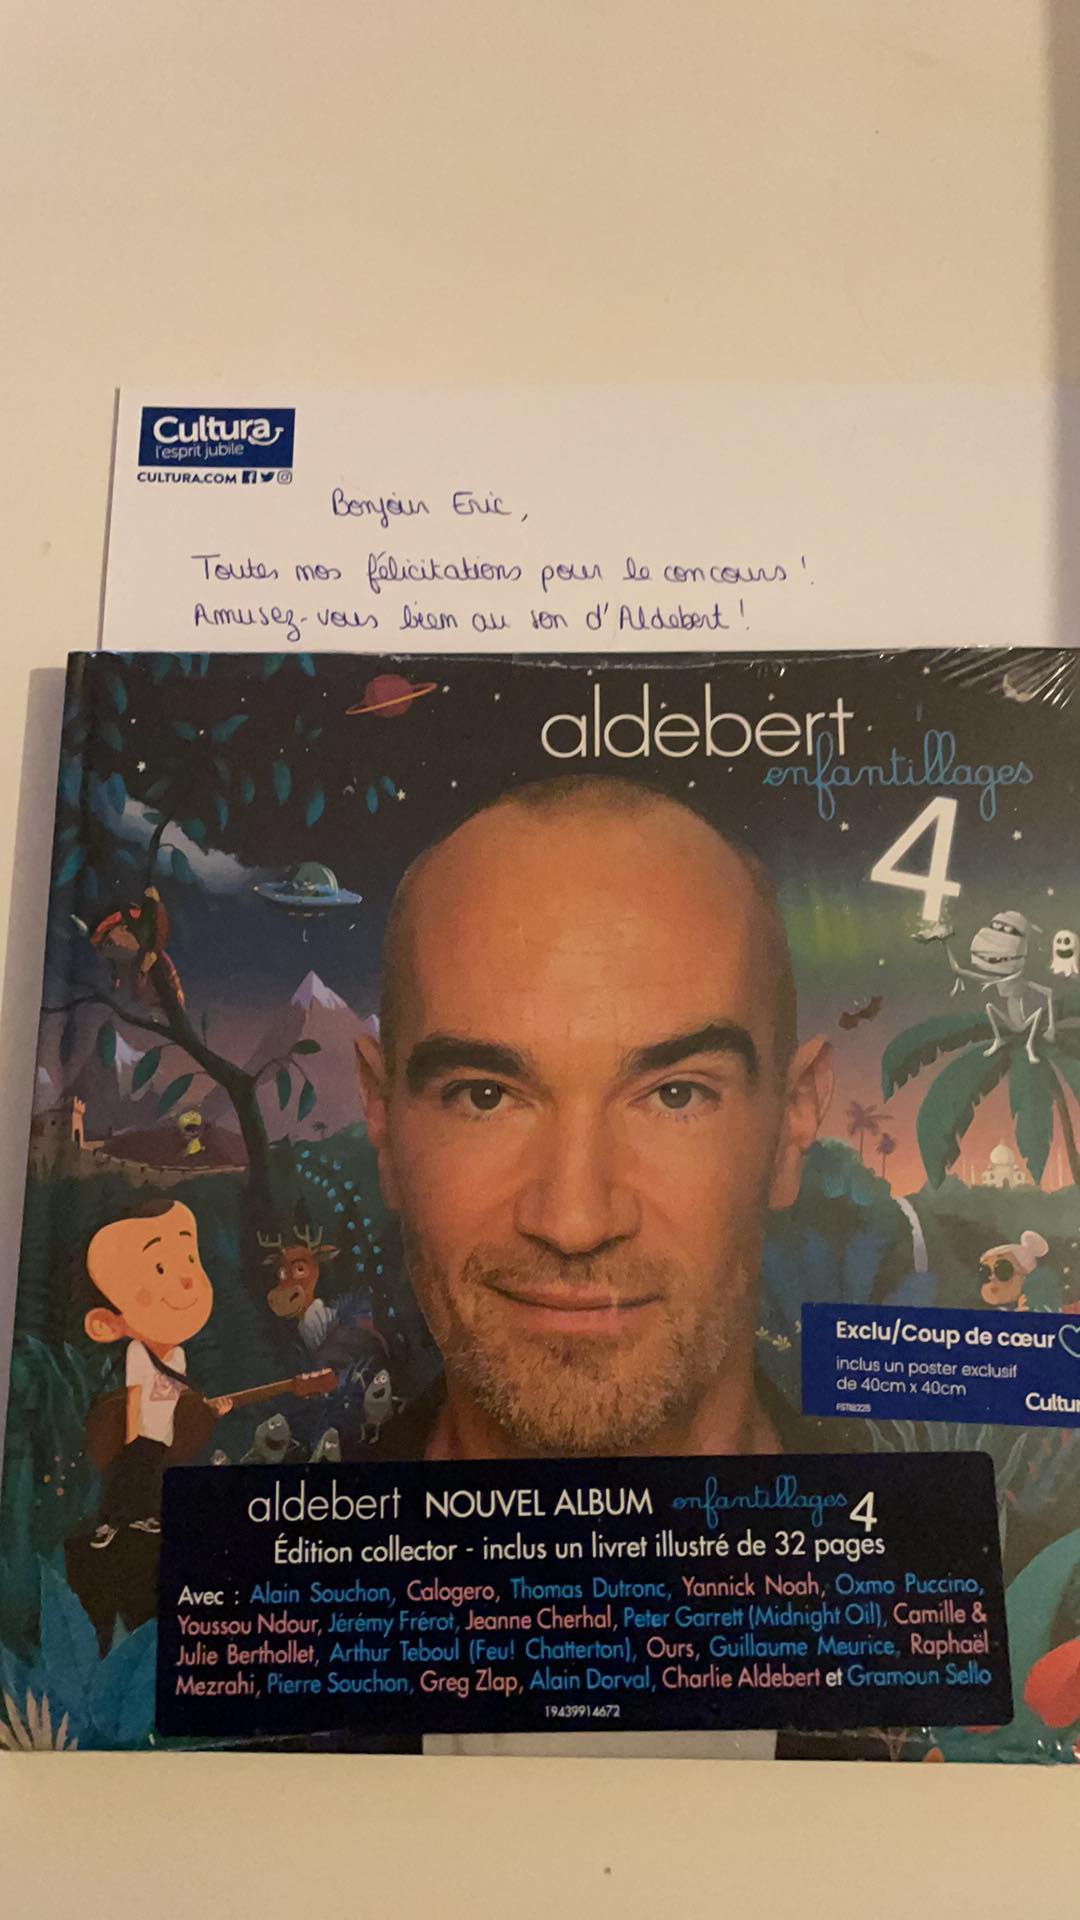 Cultura
l'esprit jubile
CULTURA.COM
Bonjour Eric,
Toutes nos félicitations pour le concours !
Amusez-vous bien au son d'Aldebert !
aldebert
enfantillages
4
Exclu/Coup de cœur
inclus un poster exclusif
de 40cm x 40cm
Cultur
aldebert NOUVEL ALBUM enfantillages 4
Édition collector - inclus un livret illustré de 32 pages
Avec : Alain Souchon, Calogero, Thomas Dutronc, Yannick Noah, Oxmo Puccino,
Youssou Ndour, Jérémy Frérot, Jeanne Cherhal, Peter Garrett (Midnight Oil), Camille &
Julie Berthollet, Arthur Teboul (Feu! Chatterton), Ours, Guillaume Meurice, Raphaël
Mezrahi, Pierre Souchon, Greg Zlap, Alain Dorval, Charlie Aldebert et Gramoun Sello
19439914672